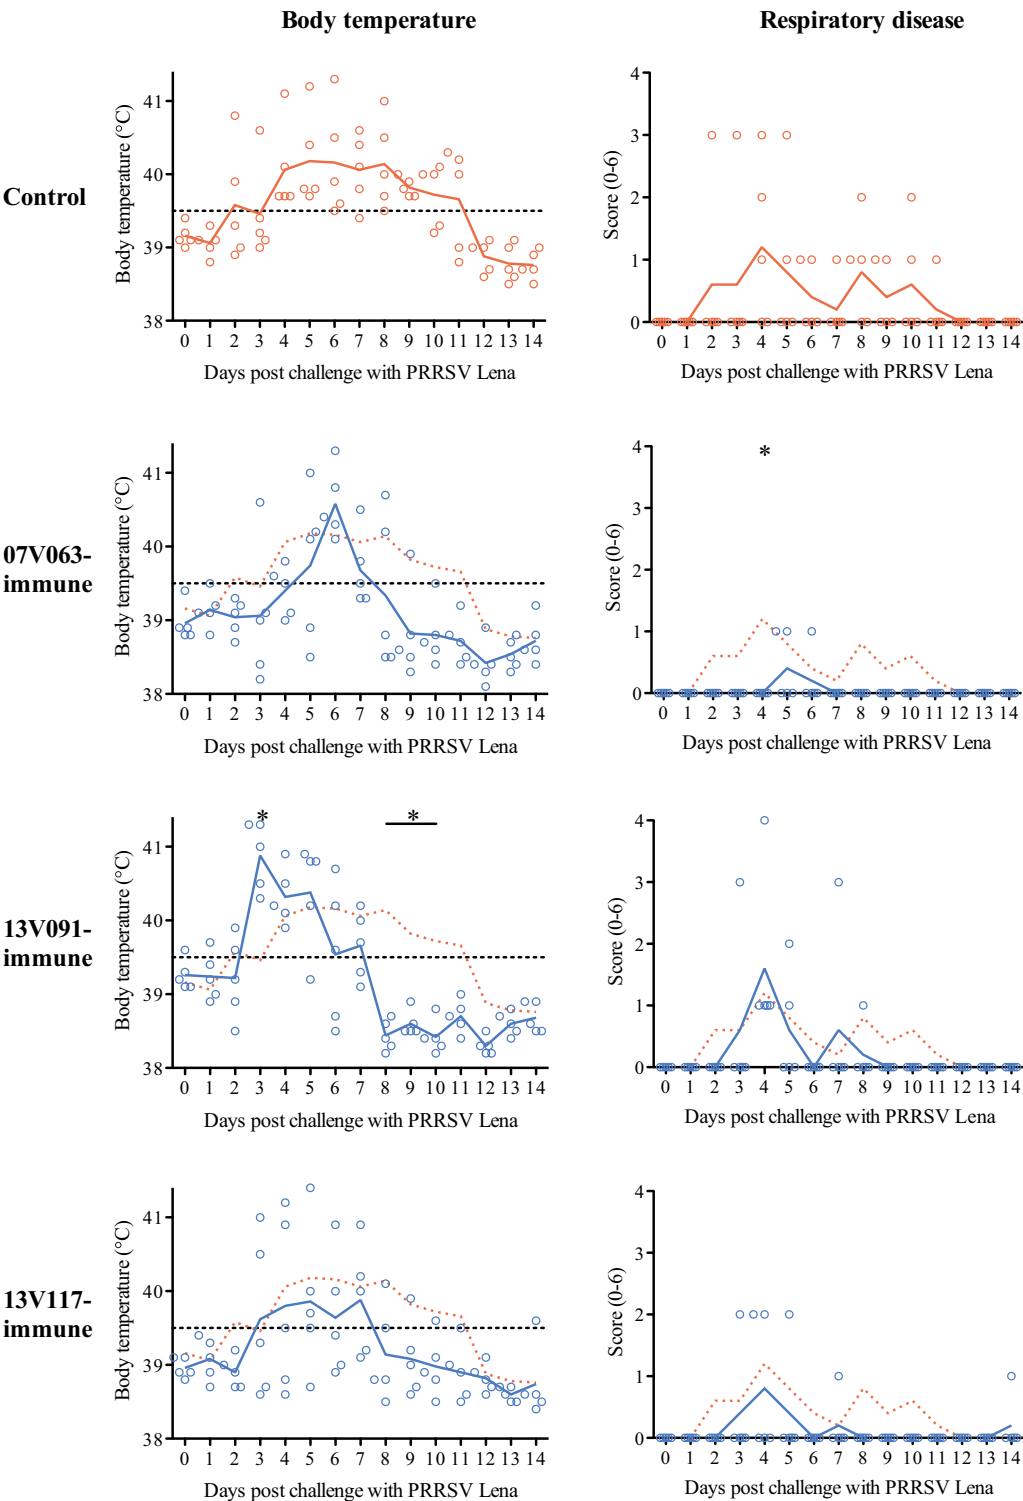 Body temperature
Respiratory disease
Control
Body temperature (°C)
41
40
39
38
0 1 2 3 4 5 6 7 8 9 10 11 12 13 14
Days post challenge with PRRSV Lena
Score (0-6)
4
3
2
1
0
0 1 2 3 4 5 6 7 8 9 10 11 12 13 14
Days post challenge with PRRSV Lena
07V063-
immune
Body temperature (°C)
41
40
39
38
0 1 2 3 4 5 6 7 8 9 10 11 12 13 14
Days post challenge with PRRSV Lena
*
Score (0-6)
4
3
2
1
0
0 1 2 3 4 5 6 7 8 9 10 11 12 13 14
Days post challenge with PRRSV Lena
13V091-
immune
* *
Body temperature (°C)
41
40
39
38
0 1 2 3 4 5 6 7 8 9 10 11 12 13 14
Days post challenge with PRRSV Lena
Score (0-6)
4
3
2
1
0
0 1 2 3 4 5 6 7 8 9 10 11 12 13 14
Days post challenge with PRRSV Lena
13V117-
immune
Body temperature (°C)
41
40
39
38
0 1 2 3 4 5 6 7 8 9 10 11 12 13 14
Days post challenge with PRRSV Lena
Score (0-6)
4
3
2
1
0
0 1 2 3 4 5 6 7 8 9 10 11 12 13 14
Days post challenge with PRRSV Lena